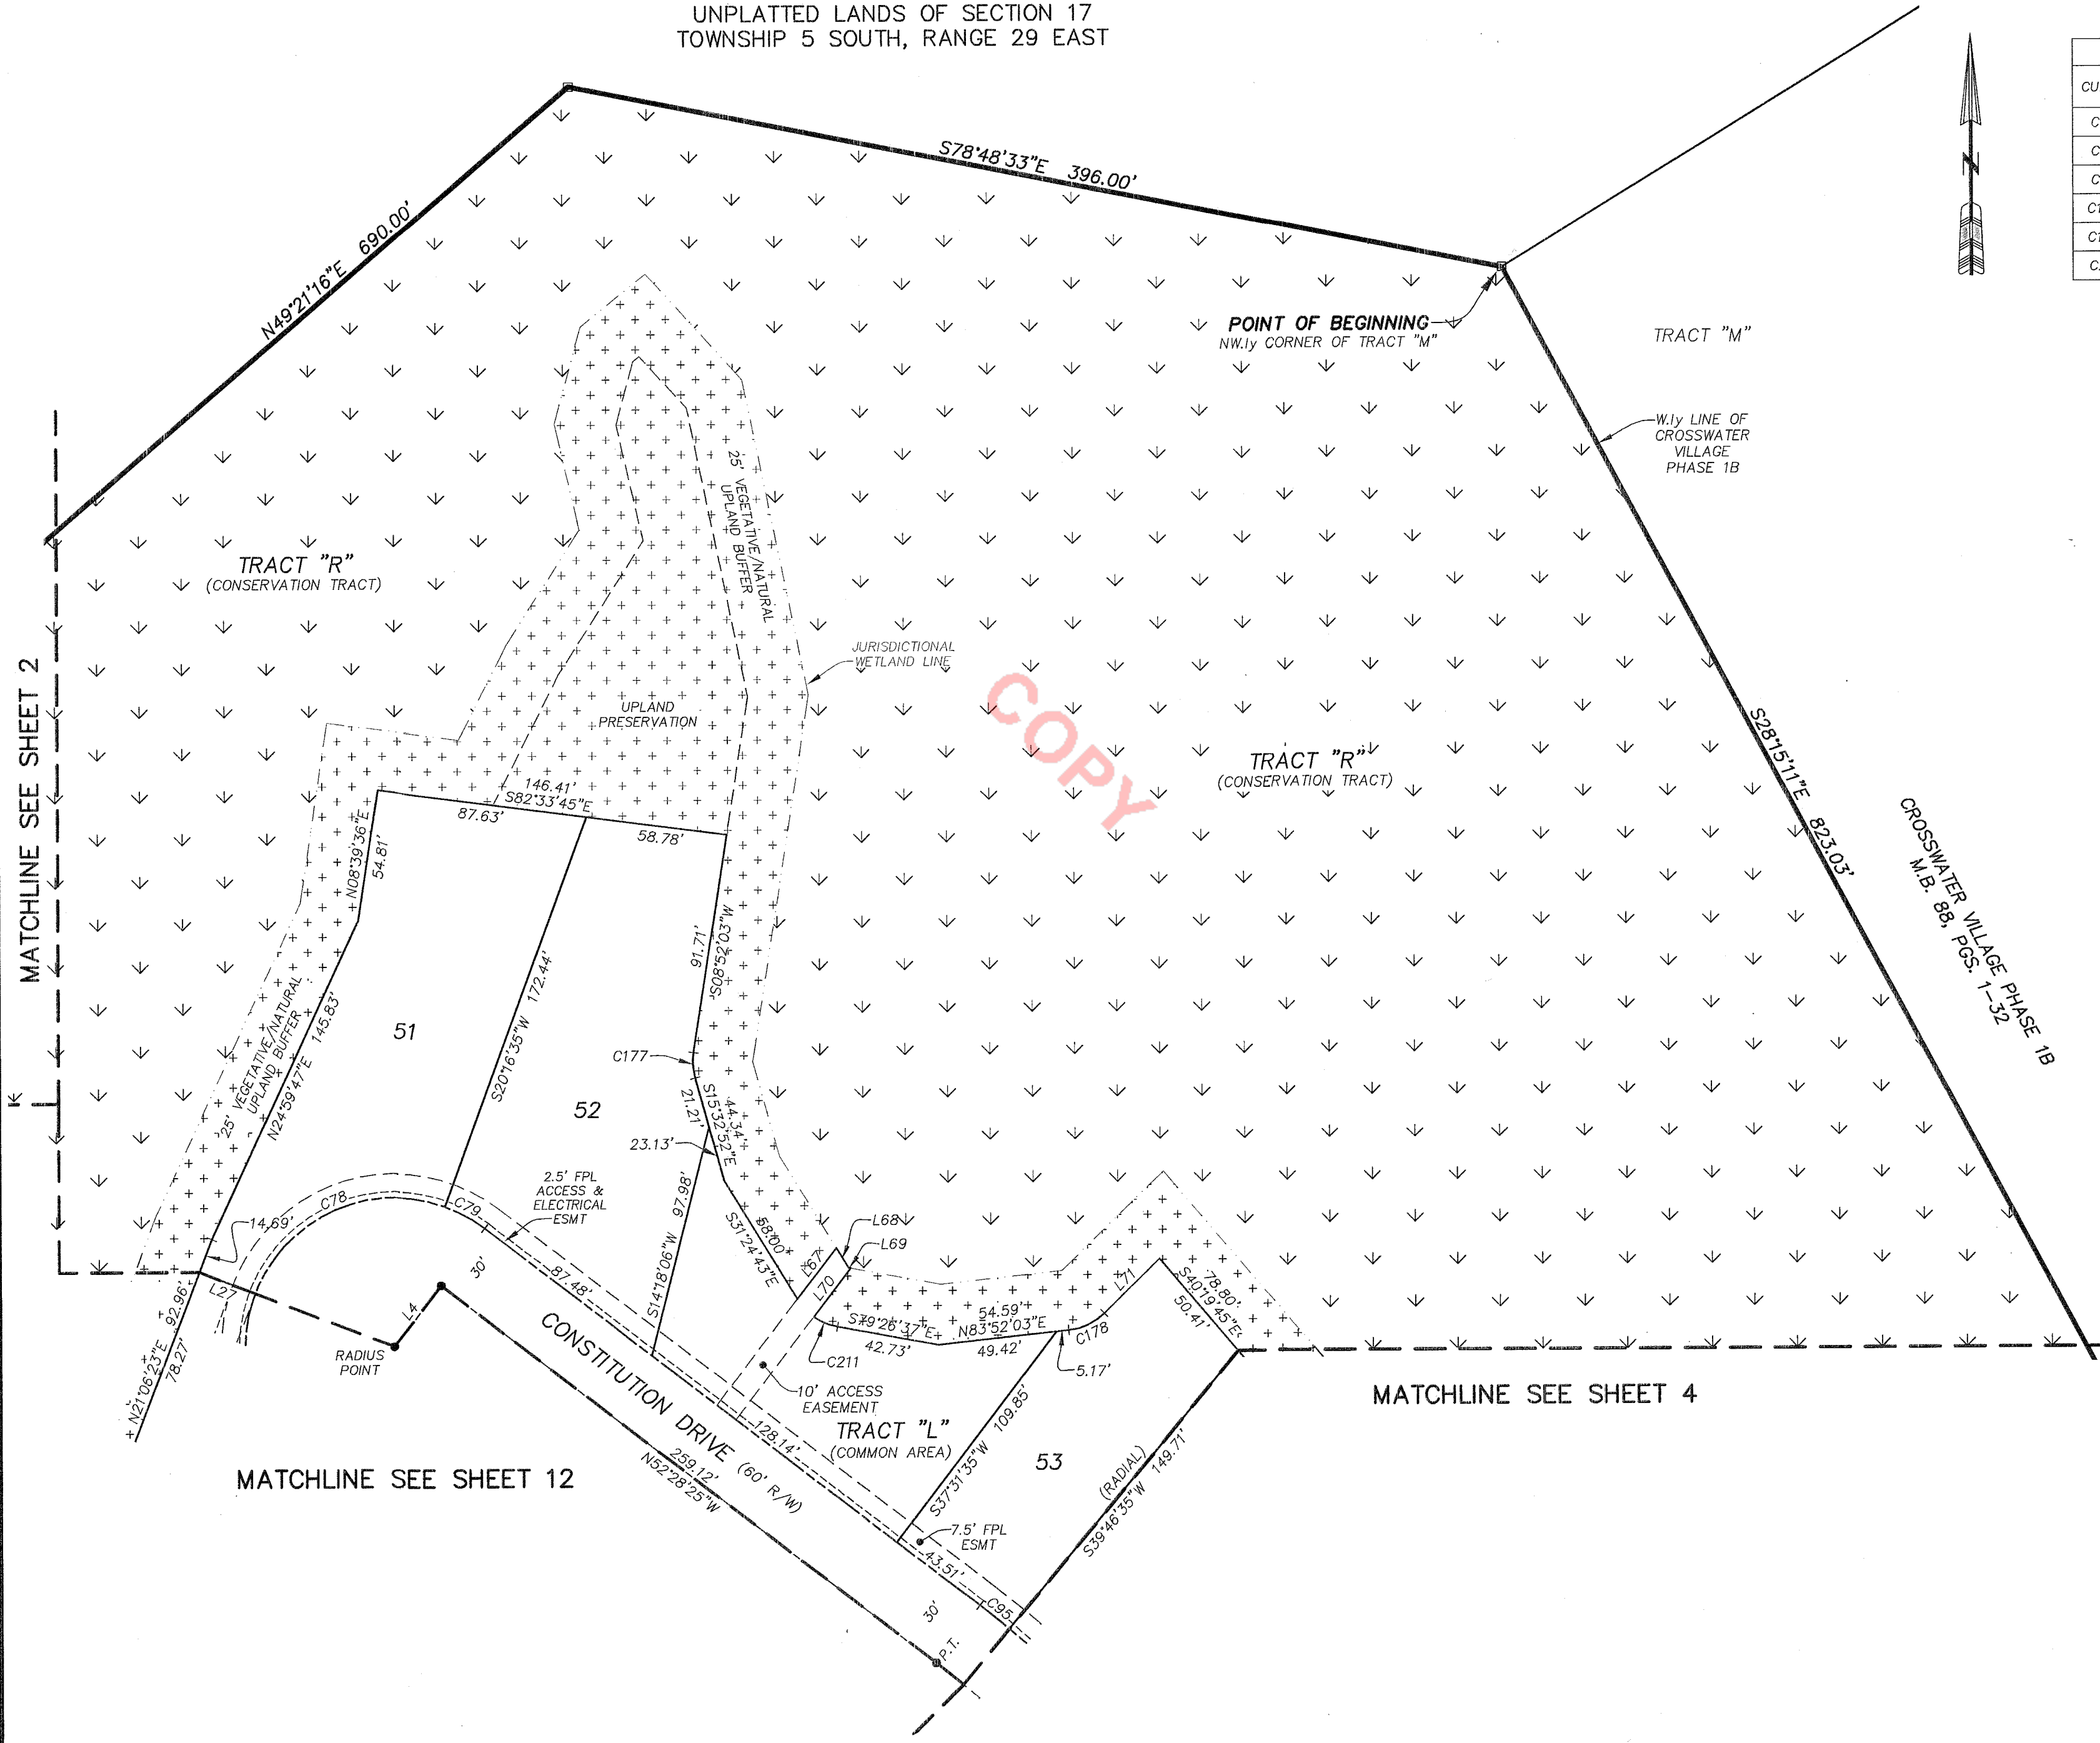 UNPLATTED LANDS OF SECTION 17
TOWNSHIP 5 SOUTH, RANGE 29 EAST
N49°21'16"E 690.00'
S78°48'33"E 396.00'
N
POINT OF BEGINNING
NW.ly CORNER OF TRACT "M"
TRACT "M"
W.ly LINE OF
CROSSWATER
VILLAGE
PHASE 1B
TRACT "R"
(CONSERVATION TRACT)
25' VEGETATIVE/NATURAL
UPLAND BUFFER
JURISDICTIONAL
WETLAND LINE
UPLAND
PRESERVATION
COPY
TRACT "R"
(CONSERVATION TRACT)
S28°15'11"E 823.03'
CROSSWATER VILLAGE PHASE 1B
M.B. 88, PGS. 1-32
MATCHLINE SEE SHEET 2
146.41'
S82°33'45"E
87.63'
58.78'
N08°39'36"E
54.81'
91.71'
S08°52'03"W
25' VEGETATIVE/NATURAL
UPLAND BUFFER
N24°59'47"E 145.83'
51
S20°16'35"W 172.44'
52
C177
21.21'
S15°32'52"E
44.34'
23.13'
2.5' FPL
ACCESS &
ELECTRICAL
ESMT
C78
C79
14.69'
L27
N21°06'23"E 92.96'
78.27'
RADIUS
POINT
L4
30'
87.48'
S14°18'06"W 97.98'
S31°24'43"E
58.00'
L67
L68
L69
L70
C211
S79°26'37"E
42.73'
54.59'
N83°52'03"E
49.42'
C178
L71
5.17'
78.80'
S40°19'45"E
50.41'
10' ACCESS
EASEMENT
TRACT "L"
(COMMON AREA)
CONSTITUTION DRIVE (60' R/W)
128.14'
259.12'
N52°28'25"W
S37°31'35"W 109.85'
53
(RADIAL)
S39°46'35"W 149.71'
7.5' FPL
ESMT
43.51'
C95
30'
P.T.
MATCHLINE SEE SHEET 4
MATCHLINE SEE SHEET 12